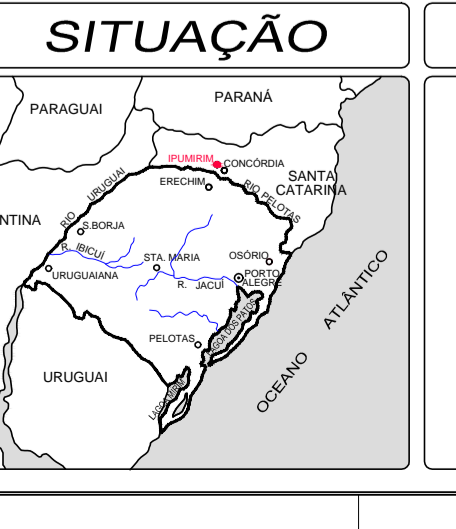 SITUAÇÃO
PARAGUAI
PARANÁ
IPUMIRIM
CONCÓRDIA
ERECHIM
SANTA
CATARINA
RIO URUGUAI
RIO PELOTAS
NTINA
S.BORJA
R. IBICUÍ
STA. MARIA
OSÓRIO
URUGUAIANA
PORTO
ALEGRE
R. JACUÍ
ATLÂNTICO
OCEANO
PELOTAS
LAGOA DOS PATOS
URUGUAI
LAGOA MIRIM